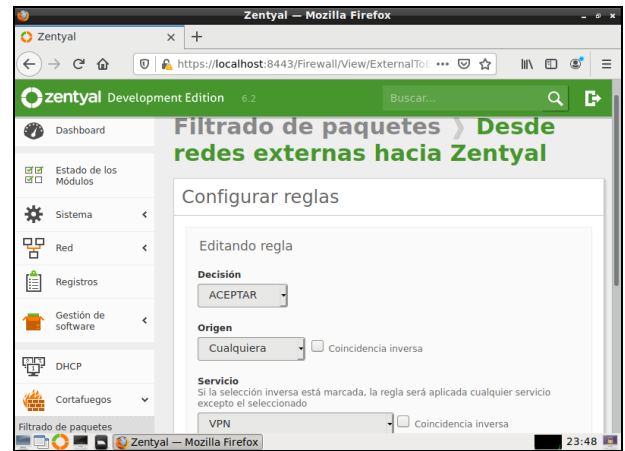 Zentyal — Mozilla Firefox
Zentyal
https://localhost:8443/Firewall/View/ExternalTo
zentyal Development Edition 6.2
Buscar...
Dashboard
Estado de los
Módulos
Sistema
Red
Registros
Gestión de
software
DHCP
Cortafuegos
Filtrado de paquetes
Filtrado de paquetes
Desde
redes externas hacia Zentyal
Configurar reglas
Editando regla
Decisión
ACEPTAR
Origen
Cualquiera
Coincidencia inversa
Servicio
Si la selección inversa está marcada, la regla será aplicada cualquier servicio
excepto el seleccionado
VPN
Coincidencia inversa
Zentyal — Mozilla Firefox
23:48